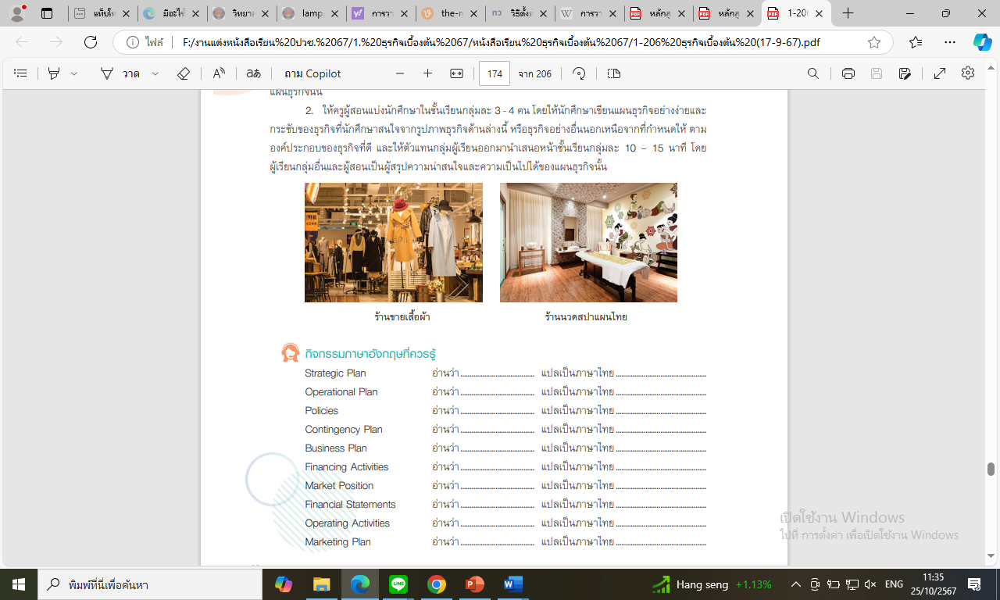 แท็บให
มีอะไร
วิทยาล
lamp
การวา
the-n
วิธีตั้งเ
การวา
หลักสู
หลักสู
1-20
ไฟล์ F:/งานแต่งหนังสือเรียน%20ปวช.%2067/1.%20ธุรกิจเบื้องต้น%2067/หนังสือเรียน%20ธุรกิจเบื้องต้น%2067/1-206%20ธุรกิจเบื้องต้น%20(17-9-67).pdf
วาด ถาม Copilot 174 จาก 206
แผนธุรกิจนั้น
2. ให้ครูผู้สอนแบ่งนักศึกษาในชั้นเรียนกลุ่มละ 3 - 4 คน โดยให้นักศึกษาเขียนแผนธุรกิจอย่างง่ายและ
กระชับของธุรกิจที่นักศึกษาสนใจจากรูปภาพธุรกิจด้านล่างนี้ หรือธุรกิจอย่างอื่นนอกเหนือจากที่กำหนดให้ ตาม
องค์ประกอบของธุรกิจที่ดี และให้ตัวแทนกลุ่มผู้เรียนออกมานำเสนอหน้าชั้นเรียนกลุ่มละ 10 – 15 นาที โดย
ผู้เรียนกลุ่มอื่นและผู้สอนเป็นผู้สรุปความน่าสนใจและความเป็นไปได้ของแผนธุรกิจนั้น
ร้านขายเสื้อผ้า ร้านนวดสปาแผนไทย
กิจกรรมภาษาอังกฤษที่ควรรู้
Strategic Plan อ่านว่า........................................ แปลเป็นภาษาไทย........................................
Operational Plan อ่านว่า........................................ แปลเป็นภาษาไทย........................................
Policies อ่านว่า........................................ แปลเป็นภาษาไทย........................................
Contingency Plan อ่านว่า........................................ แปลเป็นภาษาไทย........................................
Business Plan อ่านว่า........................................ แปลเป็นภาษาไทย........................................
Financing Activities อ่านว่า........................................ แปลเป็นภาษาไทย........................................
Market Position อ่านว่า........................................ แปลเป็นภาษาไทย........................................
Financial Statements อ่านว่า........................................ แปลเป็นภาษาไทย........................................
Operating Activities อ่านว่า........................................ แปลเป็นภาษาไทย........................................
Marketing Plan อ่านว่า........................................ แปลเป็นภาษาไทย........................................
เปิดใช้งาน Windows
ไปที่ การตั้งค่า เพื่อเปิดใช้งาน Windows
พิมพ์ที่นี่เพื่อค้นหา
Hang seng +1.13%
ENG
11:35
25/10/2567